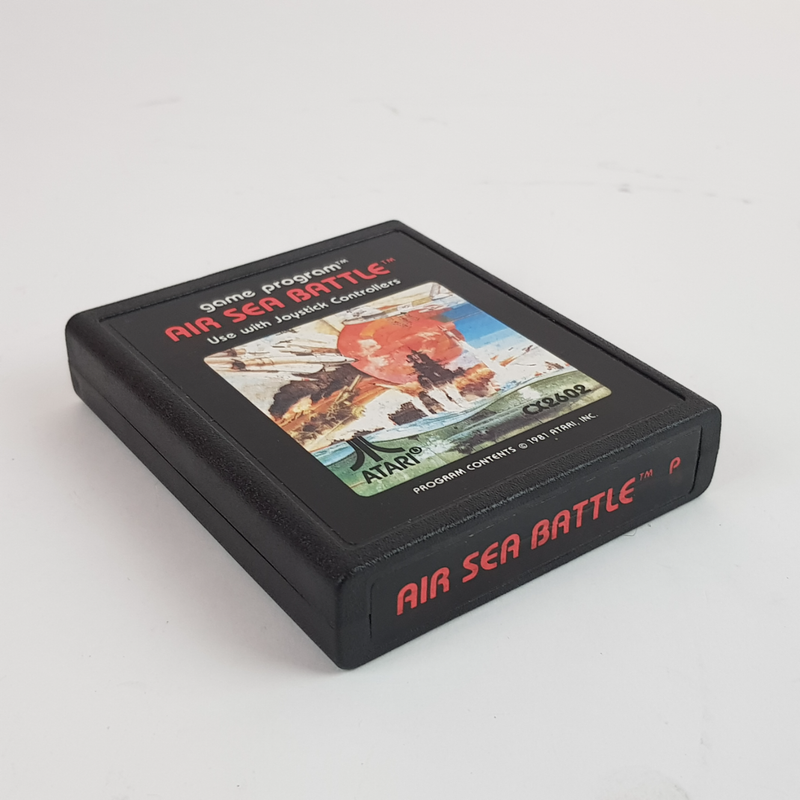 game program™
AIR SEA BATTLE™
Use with Joystick Controllers
CX2602
ATARI®
PROGRAM CONTENTS © 1981 ATARI, INC.
AIR SEA BATTLE™ P